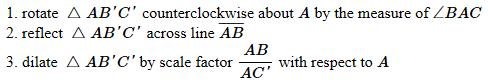 1. rotate △ AB'C' counterclockwise about A by the measure of ∠BAC
2. reflect △ AB'C' across line A̅B̅
3. dilate △ AB'C' by scale factor AB/AC' with respect to A